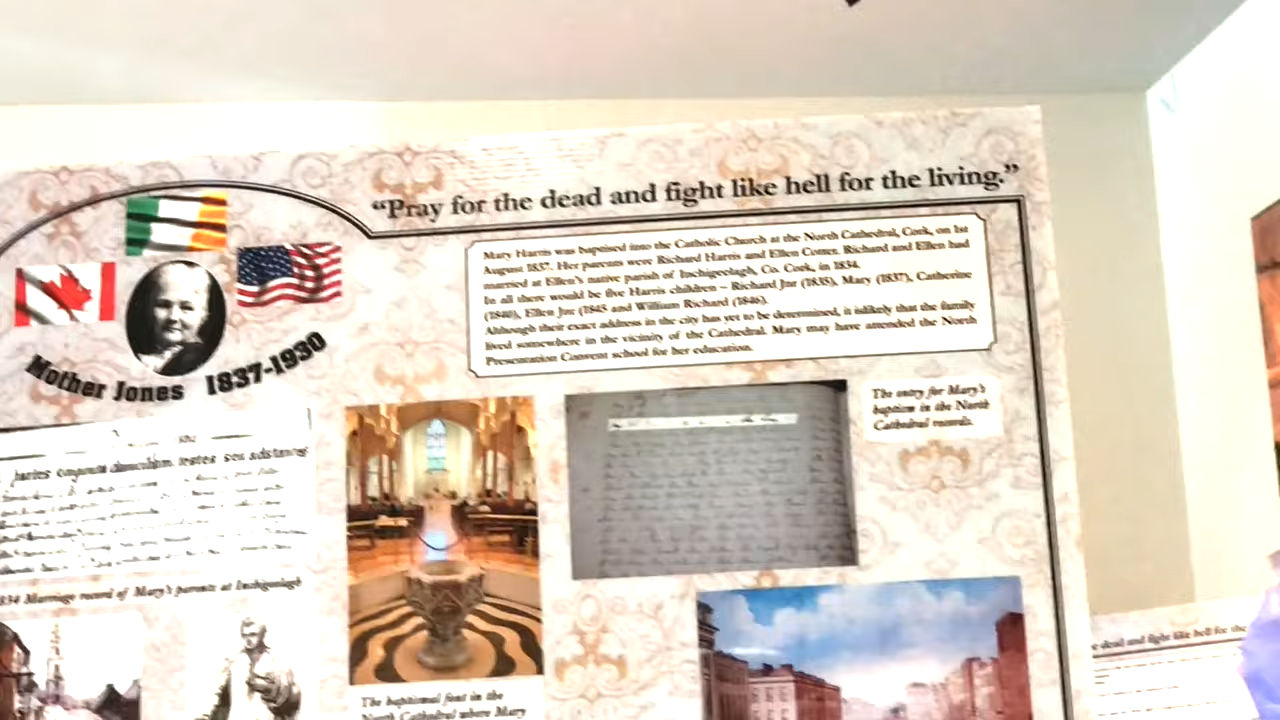 “Pray for the dead and fight like hell for the living.”
Mother Jones 1837-1930
Mary Harris was baptised into the Catholic Church at the North Cathedral, Cork, on 1st
August 1837. Her parents were Richard Harris and Ellen Cotter. Richard and Ellen had
married at Ellen's native parish of Inchigeelagh, Co. Cork, in 1834.
In all there would be five Harris children – Richard Jnr (1835), Mary (1837), Catherine
(1840), Ellen Jnr (1845 and William Richard (1846).
Although their exact address in the city has yet to be determined, it is likely that the family
lived somewhere in the vicinity of the Cathedral. Mary may have attended the North
Presentation Convent school for her education.
The entry for Mary's
baptism in the North
Cathedral records.
834 Marriage record of Mary's parents at Inchigeelagh
The baptismal font in the
North Cathedral where Mary
dead and fight like hell for the